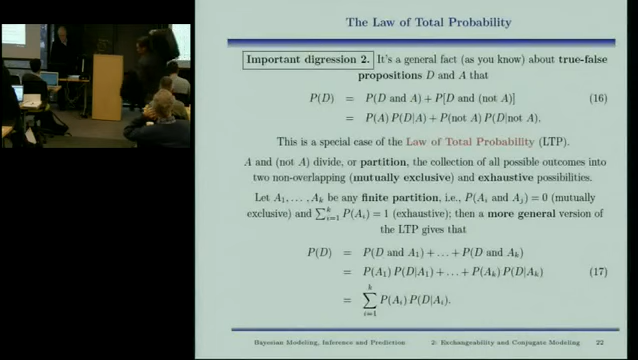 The Law of Total Probability
Important digression 2. It's a general fact (as you know) about true-false
propositions D and A that
P(D) = P(D and A) + P[D and (not A)] (16)
= P(A) P(D|A) + P(not A) P(D|not A).
This is a special case of the Law of Total Probability (LTP).
A and (not A) divide, or partition, the collection of all possible outcomes into
two non-overlapping (mutually exclusive) and exhaustive possibilities.
Let A₁, . . . , Aₖ be any finite partition, i.e., P(Aᵢ and Aⱼ) = 0 (mutually
exclusive) and ∑ᵢ₌₁ᵏ P(Aᵢ) = 1 (exhaustive); then a more general version of
the LTP gives that
P(D) = P(D and A₁) + . . . + P(D and Aₖ)
= P(A₁) P(D|A₁) + . . . + P(Aₖ) P(D|Aₖ) (17)
= ∑ᵢ₌₁ᵏ P(Aᵢ) P(D|Aᵢ).
Bayesian Modeling, Inference and Prediction 2: Exchangeability and Conjugate Modeling 22